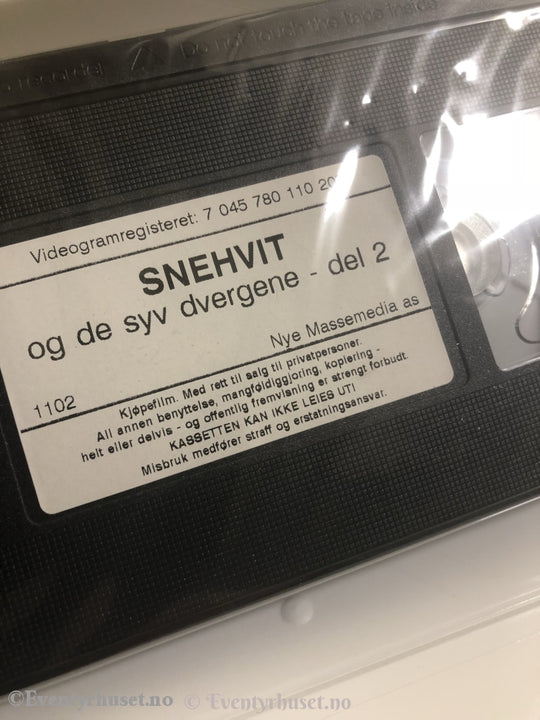 Do not touch the tape inside
Videogramregisteret: 7 045 780 110 20
SNEHVIT
og de syv dvergene - del 2
Nye Massemedia as
1102
Kjøpefilm. Med rett til salg til privatpersoner.
All annen benyttelse, mangfoldiggjoring, kopiering -
helt eller delvis - og offentlig fremvisning er strengt forbudt.
KASSETTEN KAN IKKE LEIES UT!
Misbruk medfører straff og erstatningsansvar.
©Eventyrhuset.no © Eventyrhuset.no